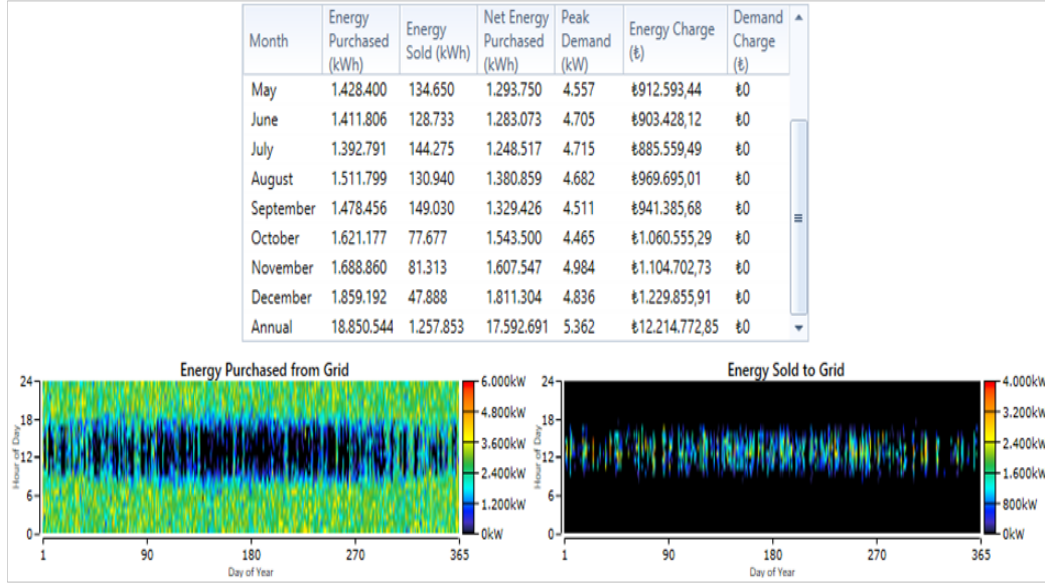 Month Energy Purchased (kWh) Energy Sold (kWh) Net Energy Purchased (kWh) Peak Demand (kW) Energy Charge (₺) Demand Charge (₺)
May 1.428.400 134.650 1.293.750 4.557 ₺912.593,44 ₺0
June 1.411.806 128.733 1.283.073 4.705 ₺903.428,12 ₺0
July 1.392.791 144.275 1.248.517 4.715 ₺885.559,49 ₺0
August 1.511.799 130.940 1.380.859 4.682 ₺969.695,01 ₺0
September 1.478.456 149.030 1.329.426 4.511 ₺941.385,68 ₺0
October 1.621.177 77.677 1.543.500 4.465 ₺1.060.555,29 ₺0
November 1.688.860 81.313 1.607.547 4.984 ₺1.104.702,73 ₺0
December 1.859.192 47.888 1.811.304 4.836 ₺1.229.855,91 ₺0
Annual 18.850.544 1.257.853 17.592.691 5.362 ₺12.214.772,85 ₺0
Energy Purchased from Grid
24
18
12
6
0
Hour of Day
1 90 180 270 365
Day of Year
6.000kW
4.800kW
3.600kW
2.400kW
1.200kW
0kW
Energy Sold to Grid
24
18
12
6
0
Hour of Day
1 90 180 270 365
Day of Year
4.000kW
3.200kW
2.400kW
1.600kW
800kW
0kW